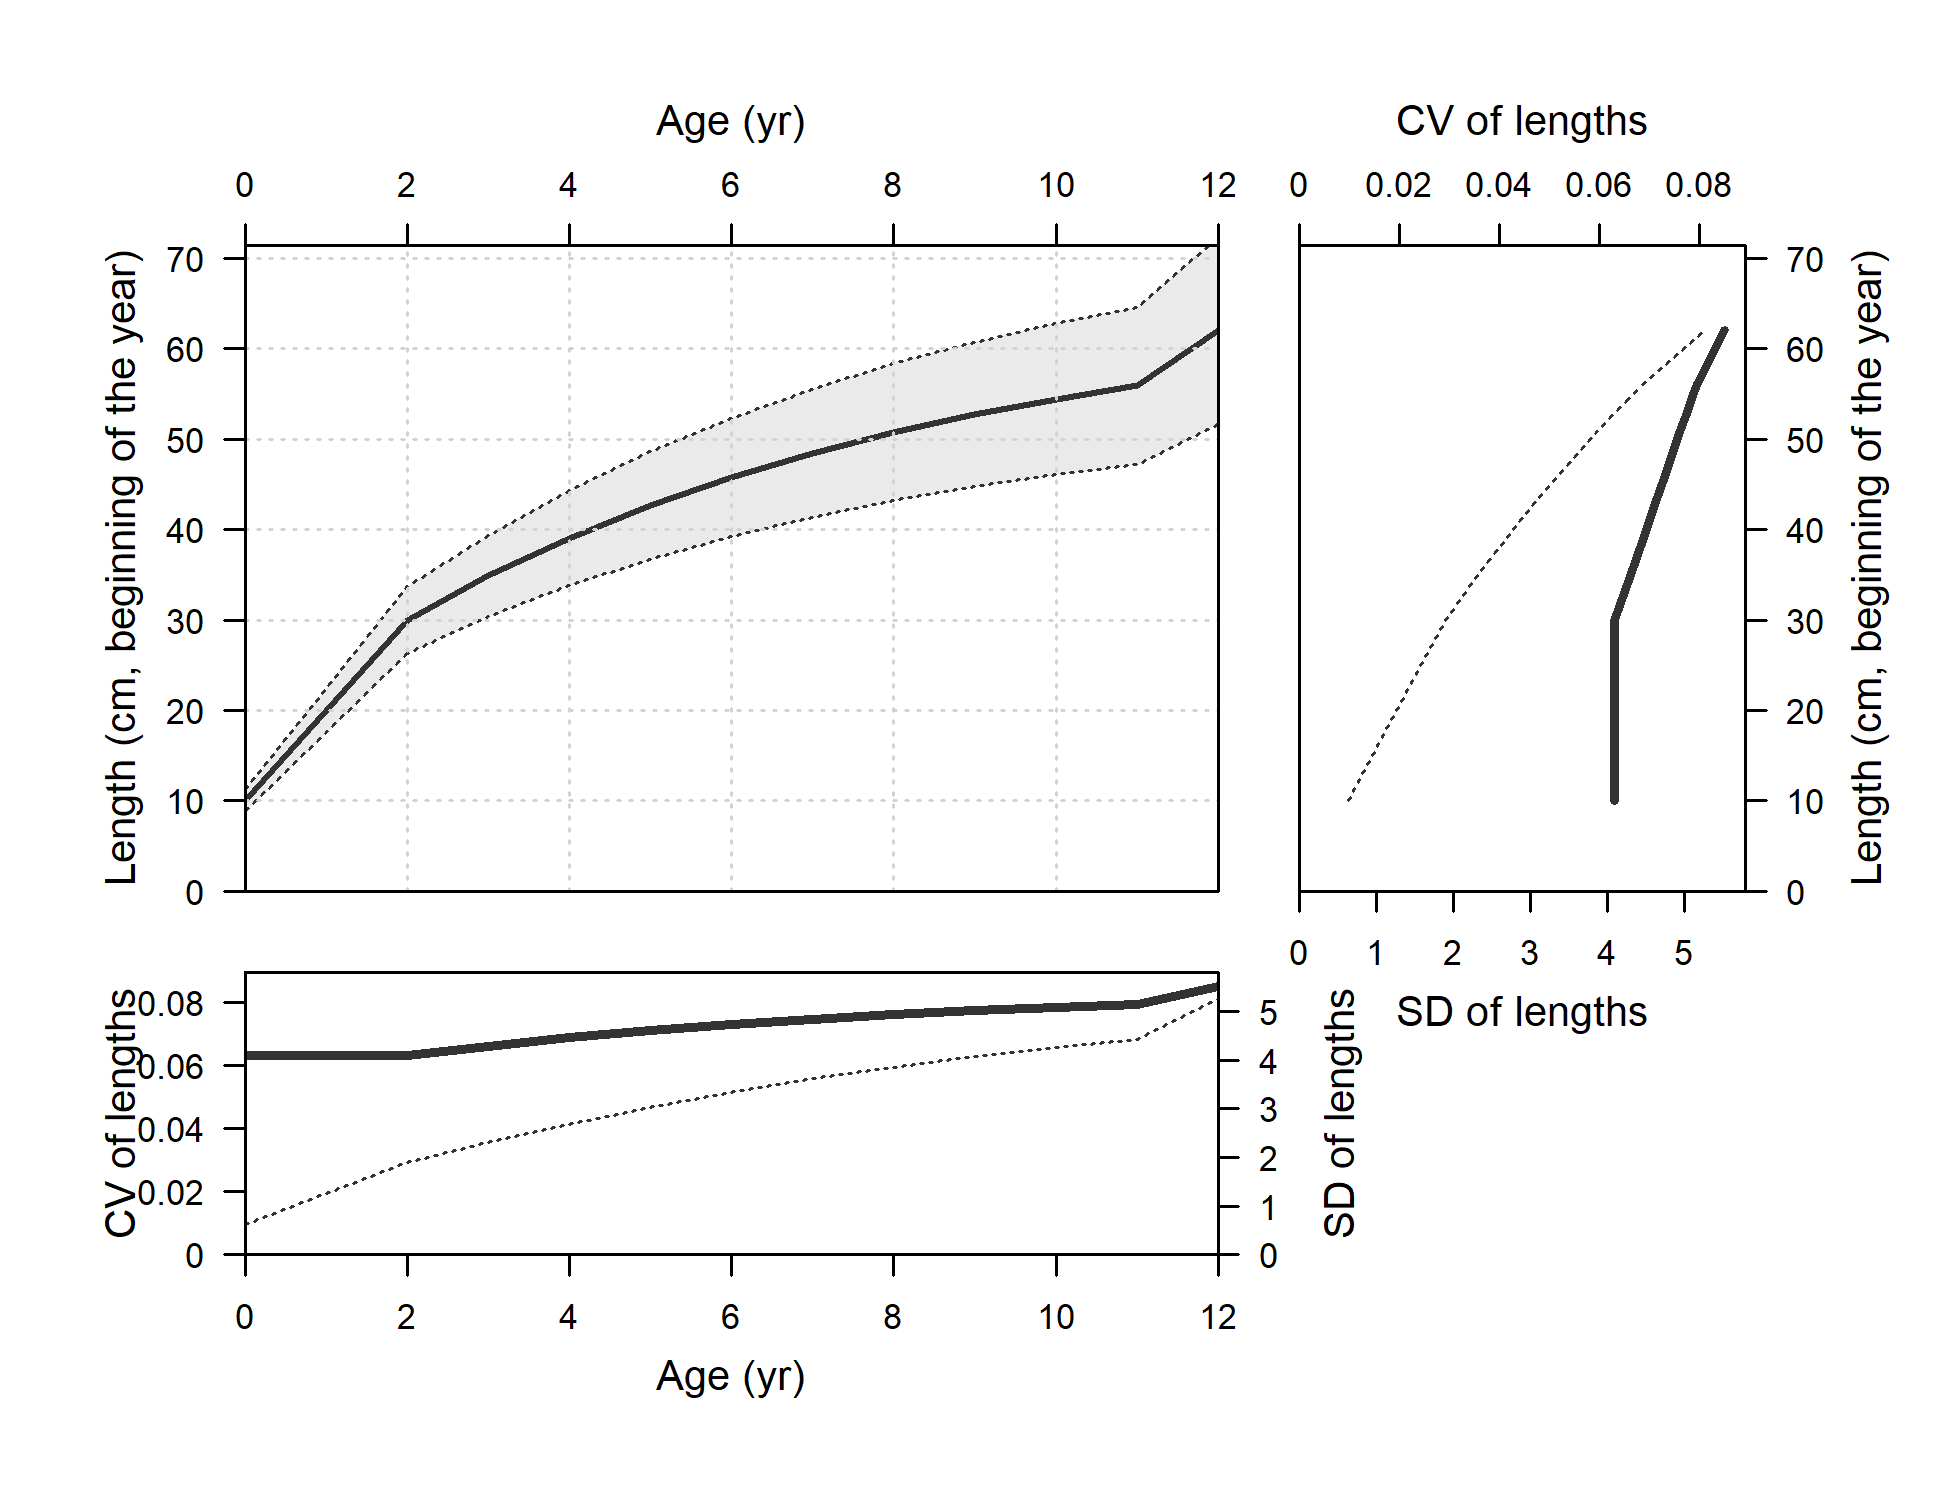 Age (yr)
0 2 4 6 8 10 12
Length (cm, beginning of the year)
70
60
50
40
30
20
10
0
CV of lengths
0 0.02 0.04 0.06 0.08
70
60
50
40
30
20
10
0
Length (cm, beginning of the year)
0 1 2 3 4 5
SD of lengths
CV of lengths
0.08
0.06
0.04
0.02
0
5
4
3
2
1
0
SD of lengths
0 2 4 6 8 10 12
Age (yr)